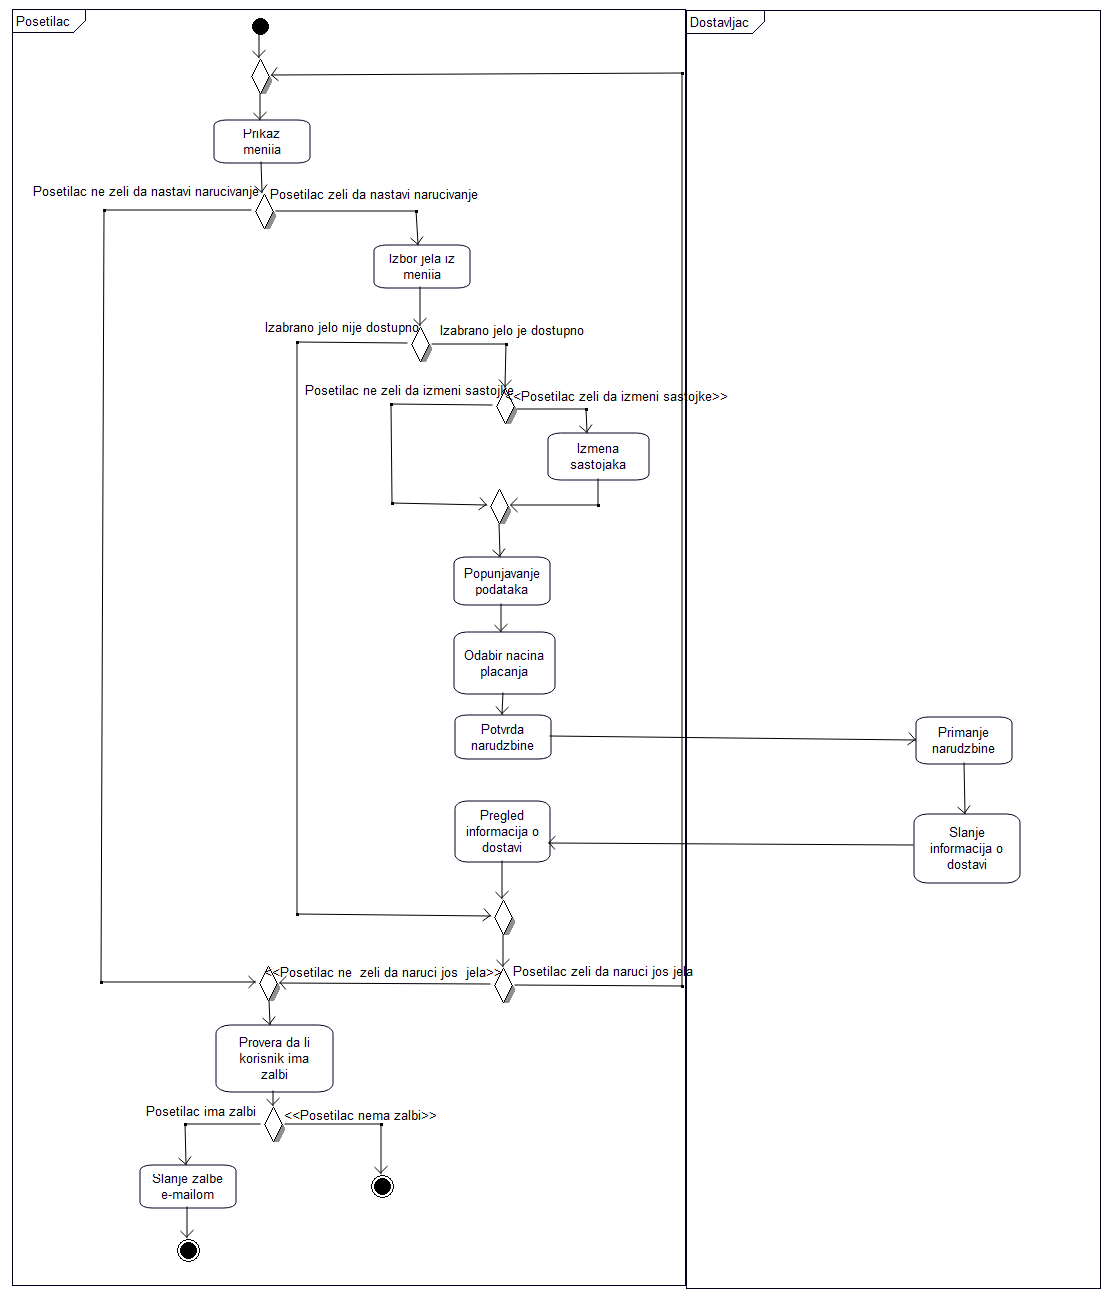 Posetilac
Dostavljac
Prikaz
menija
Posetilac ne zeli da nastavi narucivanje
Posetilac zeli da nastavi narucivanje
Izbor jela iz
menija
Izabrano jelo nije dostupno
Izabrano jelo je dostupno
Posetilac ne zeli da izmeni sastojke
<<Posetilac zeli da izmeni sastojke>>
Izmena
sastojaka
Popunjavanje
podataka
Odabir nacina
placanja
Potvrda
narudzbine
Primanje
narudzbine
Pregled
informacija o
dostavi
Slanje
informacija o
dostavi
<<Posetilac ne zeli da naruci jos jela>>
Posetilac zeli da naruci jos jela
Provera da li
korisnik ima
zalbi
Posetilac ima zalbi
<<Posetilac nema zalbi>>
Slanje zalbe
e-mailom